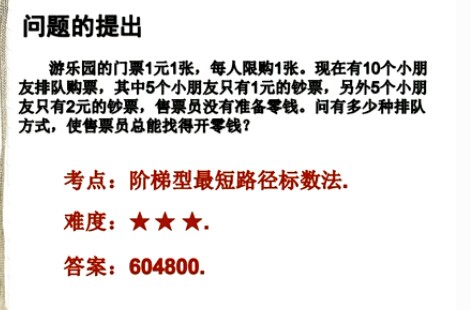 问题的提出
游乐园的门票1元1张，每人限购1张。现在有10个小朋
友排队购票，其中5个小朋友只有1元的钞票，另外5个小朋
友只有2元的钞票，售票员没有准备零钱。问有多少种排队
方式，使售票员总能找得开零钱？
考点：阶梯型最短路径标数法.
难度：★★★.
答案：604800.